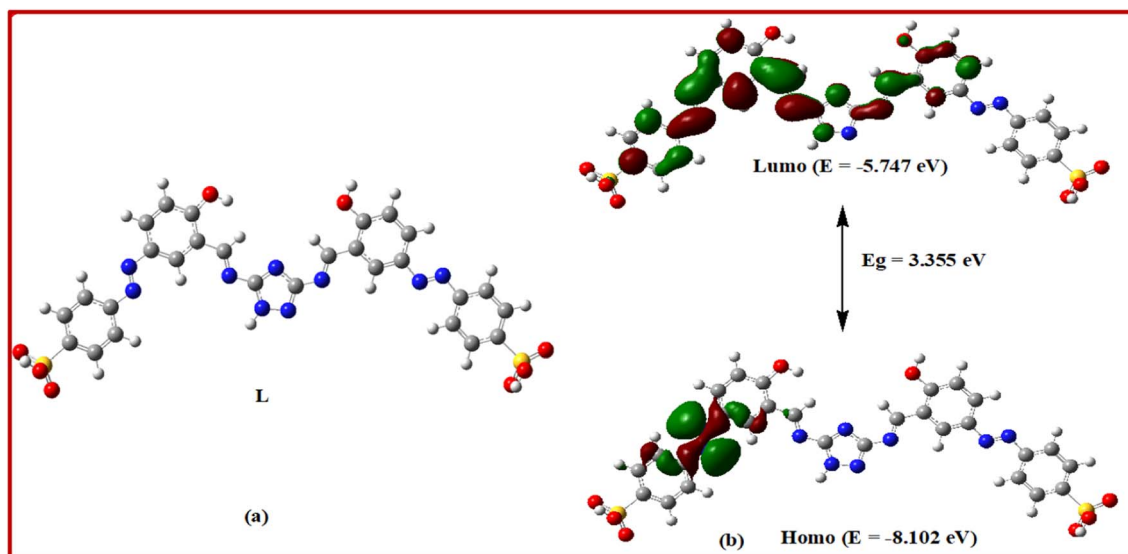 Lumo (E = -5.747 eV)
Eg = 3.355 eV
L
(a)
(b)
Homo (E = -8.102 eV)